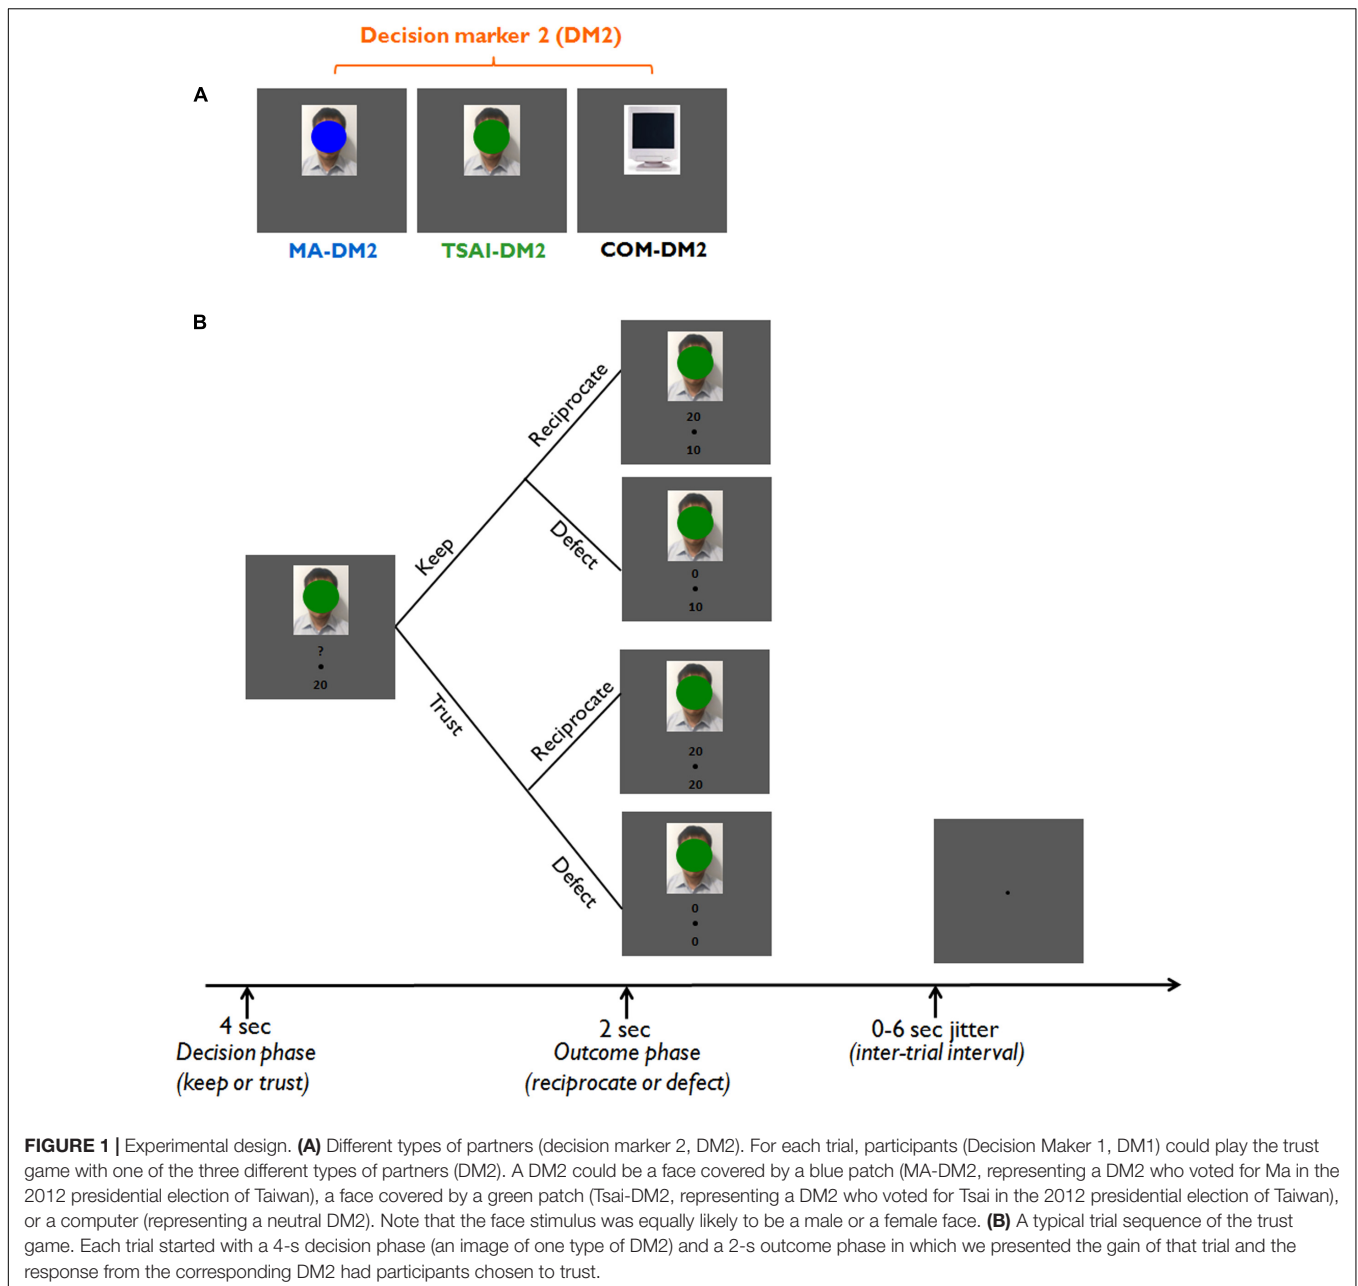 Decision marker 2 (DM2)
A
MA-DM2
TSAI-DM2
COM-DM2
B
Reciprocate
20
10
Keep
Defect
0
10
?
20
Trust
Reciprocate
20
20
Defect
0
0
4 sec
Decision phase
(keep or trust)
2 sec
Outcome phase
(reciprocate or defect)
0-6 sec jitter
(inter-trial interval)
FIGURE 1 | Experimental design. (A) Different types of partners (decision marker 2, DM2). For each trial, participants (Decision Maker 1, DM1) could play the trust
game with one of the three different types of partners (DM2). A DM2 could be a face covered by a blue patch (MA-DM2, representing a DM2 who voted for Ma in the
2012 presidential election of Taiwan), a face covered by a green patch (Tsai-DM2, representing a DM2 who voted for Tsai in the 2012 presidential election of Taiwan),
or a computer (representing a neutral DM2). Note that the face stimulus was equally likely to be a male or a female face. (B) A typical trial sequence of the trust
game. Each trial started with a 4-s decision phase (an image of one type of DM2) and a 2-s outcome phase in which we presented the gain of that trial and the
response from the corresponding DM2 had participants chosen to trust.